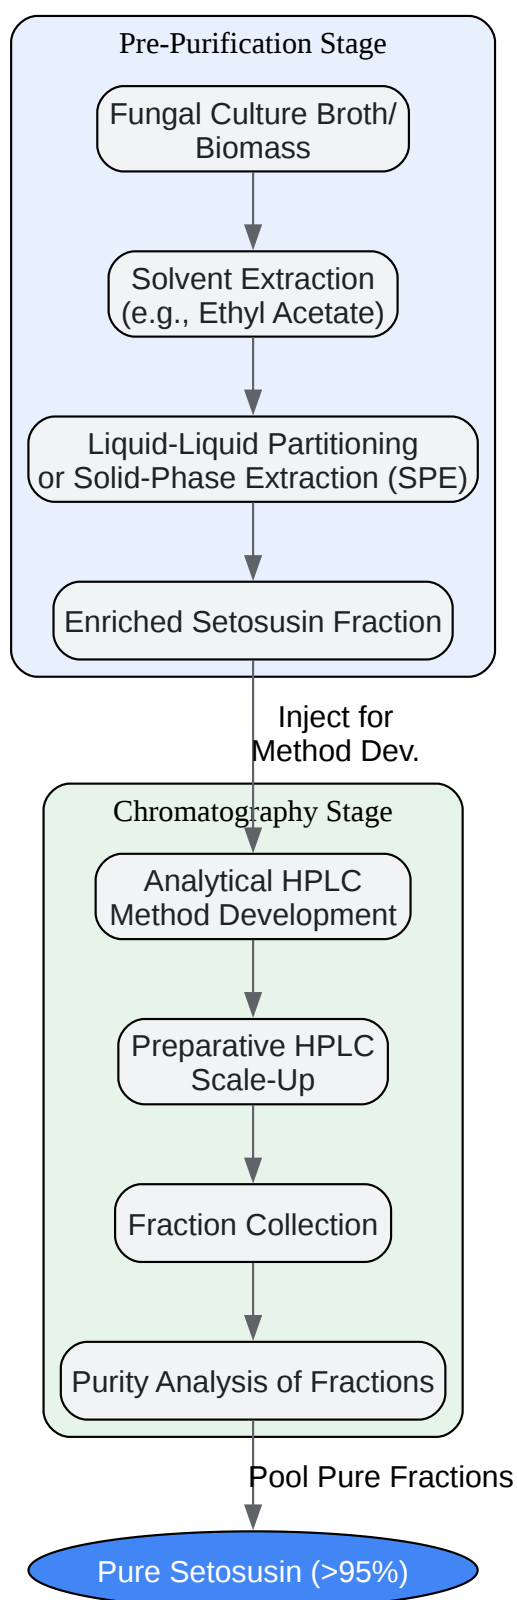 Pre-Purification Stage
Fungal Culture Broth/
Biomass
Solvent Extraction
(e.g., Ethyl Acetate)
Liquid-Liquid Partitioning
or Solid-Phase Extraction (SPE)
Enriched Setosusin Fraction
Inject for
Method Dev.
Chromatography Stage
Analytical HPLC
Method Development
Preparative HPLC
Scale-Up
Fraction Collection
Purity Analysis of Fractions
Pool Pure Fractions
Pure Setosusin (>95%)